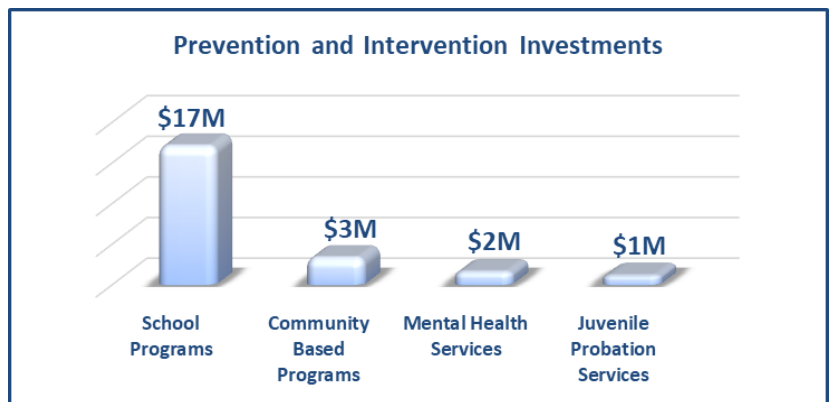 Prevention and Intervention Investments
$17M
$3M
$2M
$1M
School
Programs
Community
Based
Programs
Mental Health
Services
Juvenile
Probation
Services